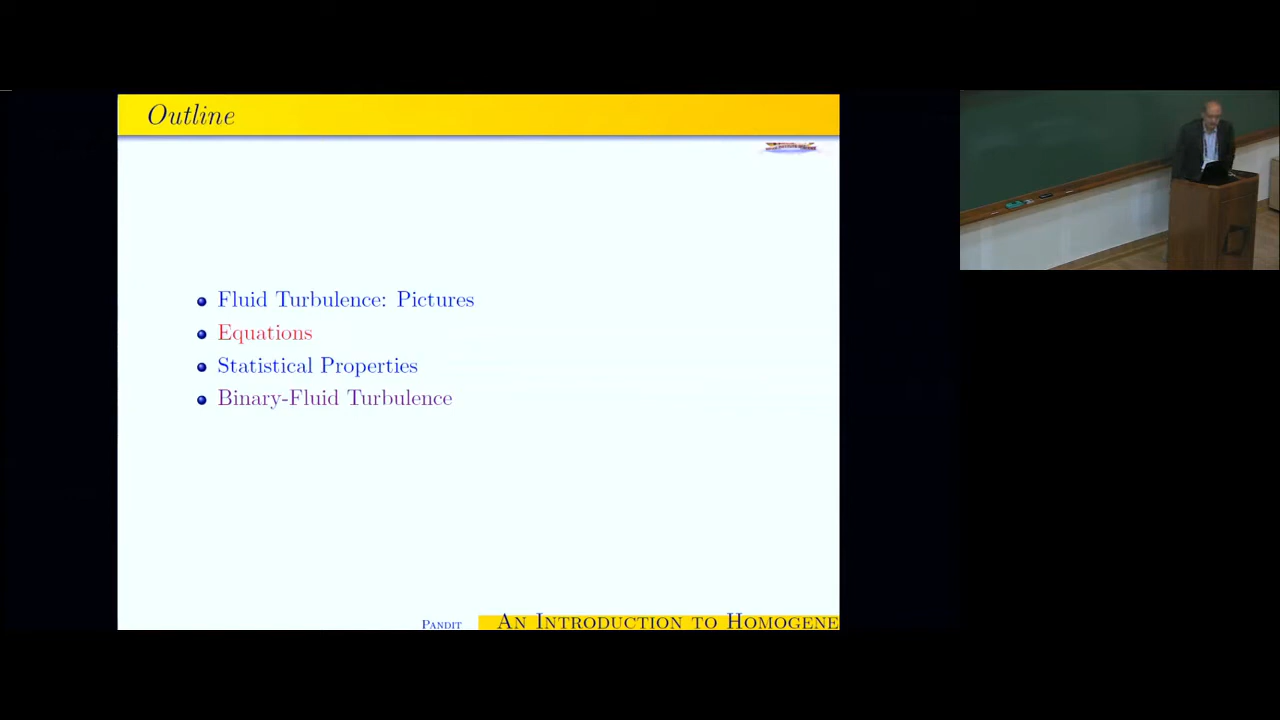 Outline
Fluid Turbulence: Pictures
Equations
Statistical Properties
Binary-Fluid Turbulence
PANDIT
AN INTRODUCTION TO HOMOGENE